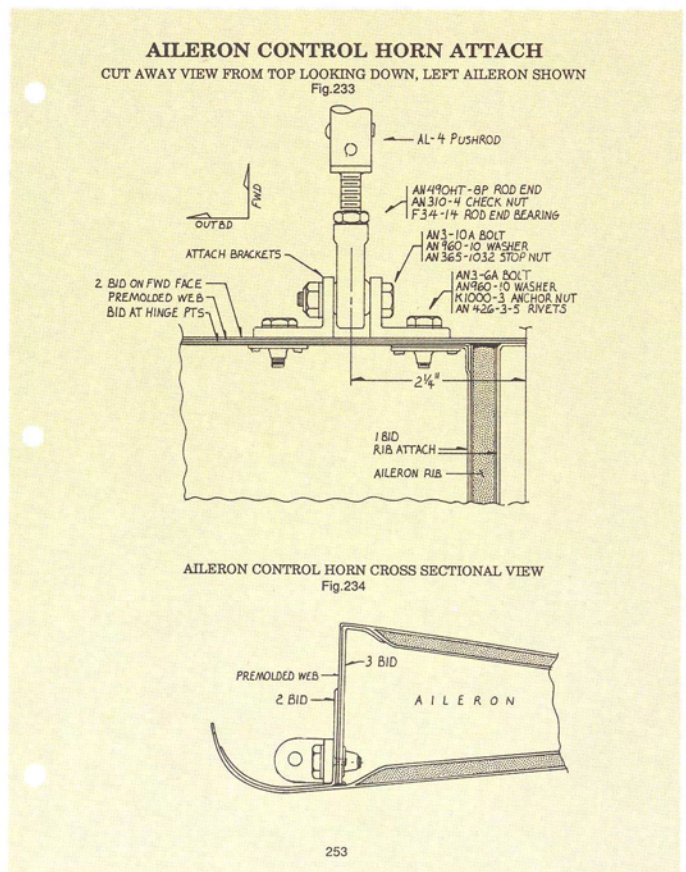 AILERON CONTROL HORN ATTACH
CUT AWAY VIEW FROM TOP LOOKING DOWN, LEFT AILERON SHOWN
Fig.233
AL-4 PUSHROD
FWD
OUTBD
AN490HT-8P ROD END
AN310-4 CHECK NUT
F34-14 ROD END BEARING
AN3-10A BOLT
AN960-10 WASHER
AN365-1032 STOP NUT
ATTACH BRACKETS
AN3-6A BOLT
AN960-10 WASHER
K1000-3 ANCHOR NUT
AN426-3-5 RIVETS
2 BID ON FWD FACE
PREMOLDED WEB
BID AT HINGE PTS
2¼"
1 BID
RIB ATTACH
AILERON RIB
AILERON CONTROL HORN CROSS SECTIONAL VIEW
Fig.234
3 BID
PREMOLDED WEB
2 BID
AILERON
253